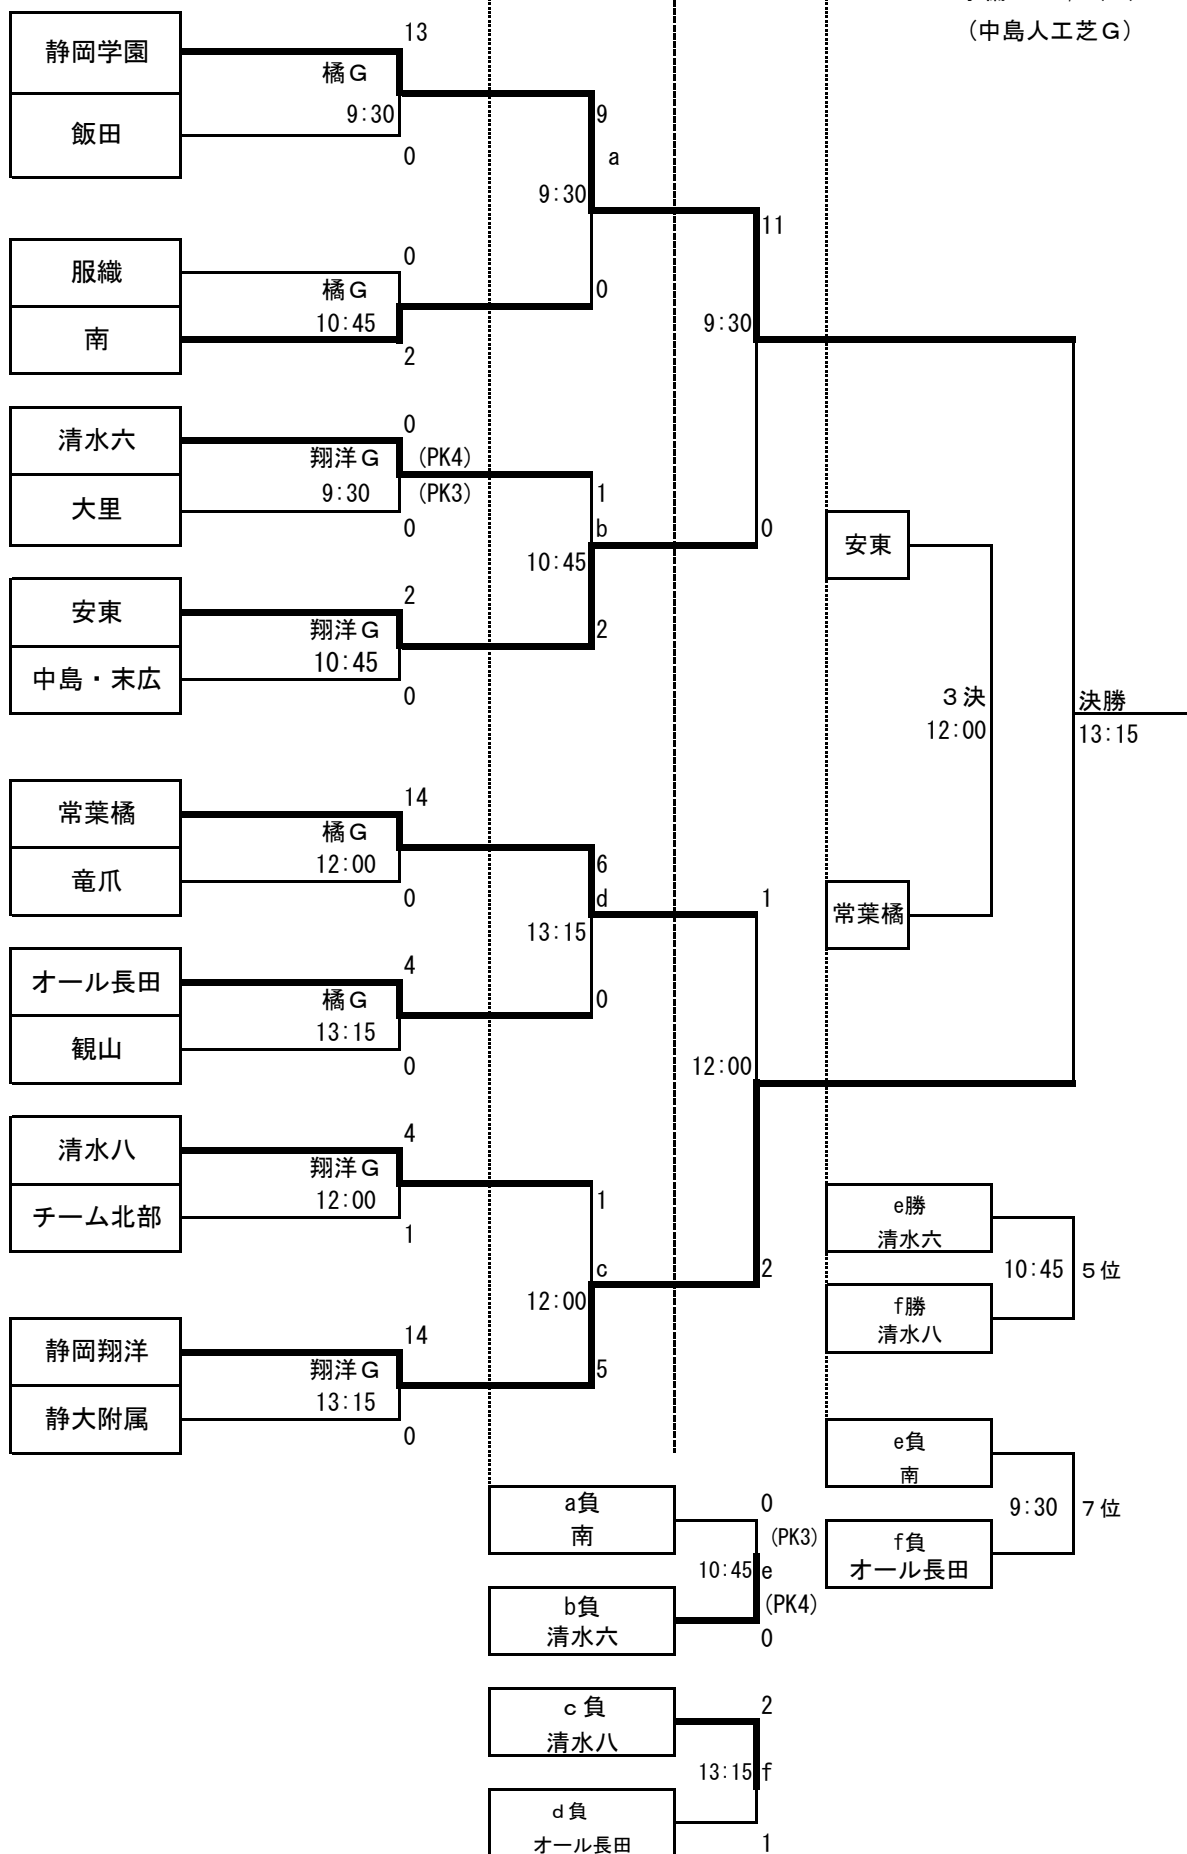 (中島人工芝G)
静岡学園
13
橘G
9:30
飯田
0
9
a
9:30
0
11
服織
0
橘G
10:45
南
2
9:30
0
清水六
0
翔洋G
(PK4)
9:30
(PK3)
大里
0
1
b
10:45
2
安東
2
翔洋G
10:45
中島・末広
0
安東
3決
12:00
常葉橘
決勝
13:15
常葉橘
14
橘G
12:00
竜爪
0
6
d
13:15
0
1
オール長田
4
橘G
13:15
観山
0
12:00
2
清水八
4
翔洋G
12:00
チーム北部
1
1
c
12:00
5
静岡翔洋
14
翔洋G
13:15
静大附属
0
e勝
清水六
10:45
5位
f勝
清水八
e負
南
9:30
7位
f負
オール長田
a負
南
0
(PK3)
10:45
e
(PK4)
b負
清水六
0
c負
清水八
2
13:15
f
d負
オール長田
1